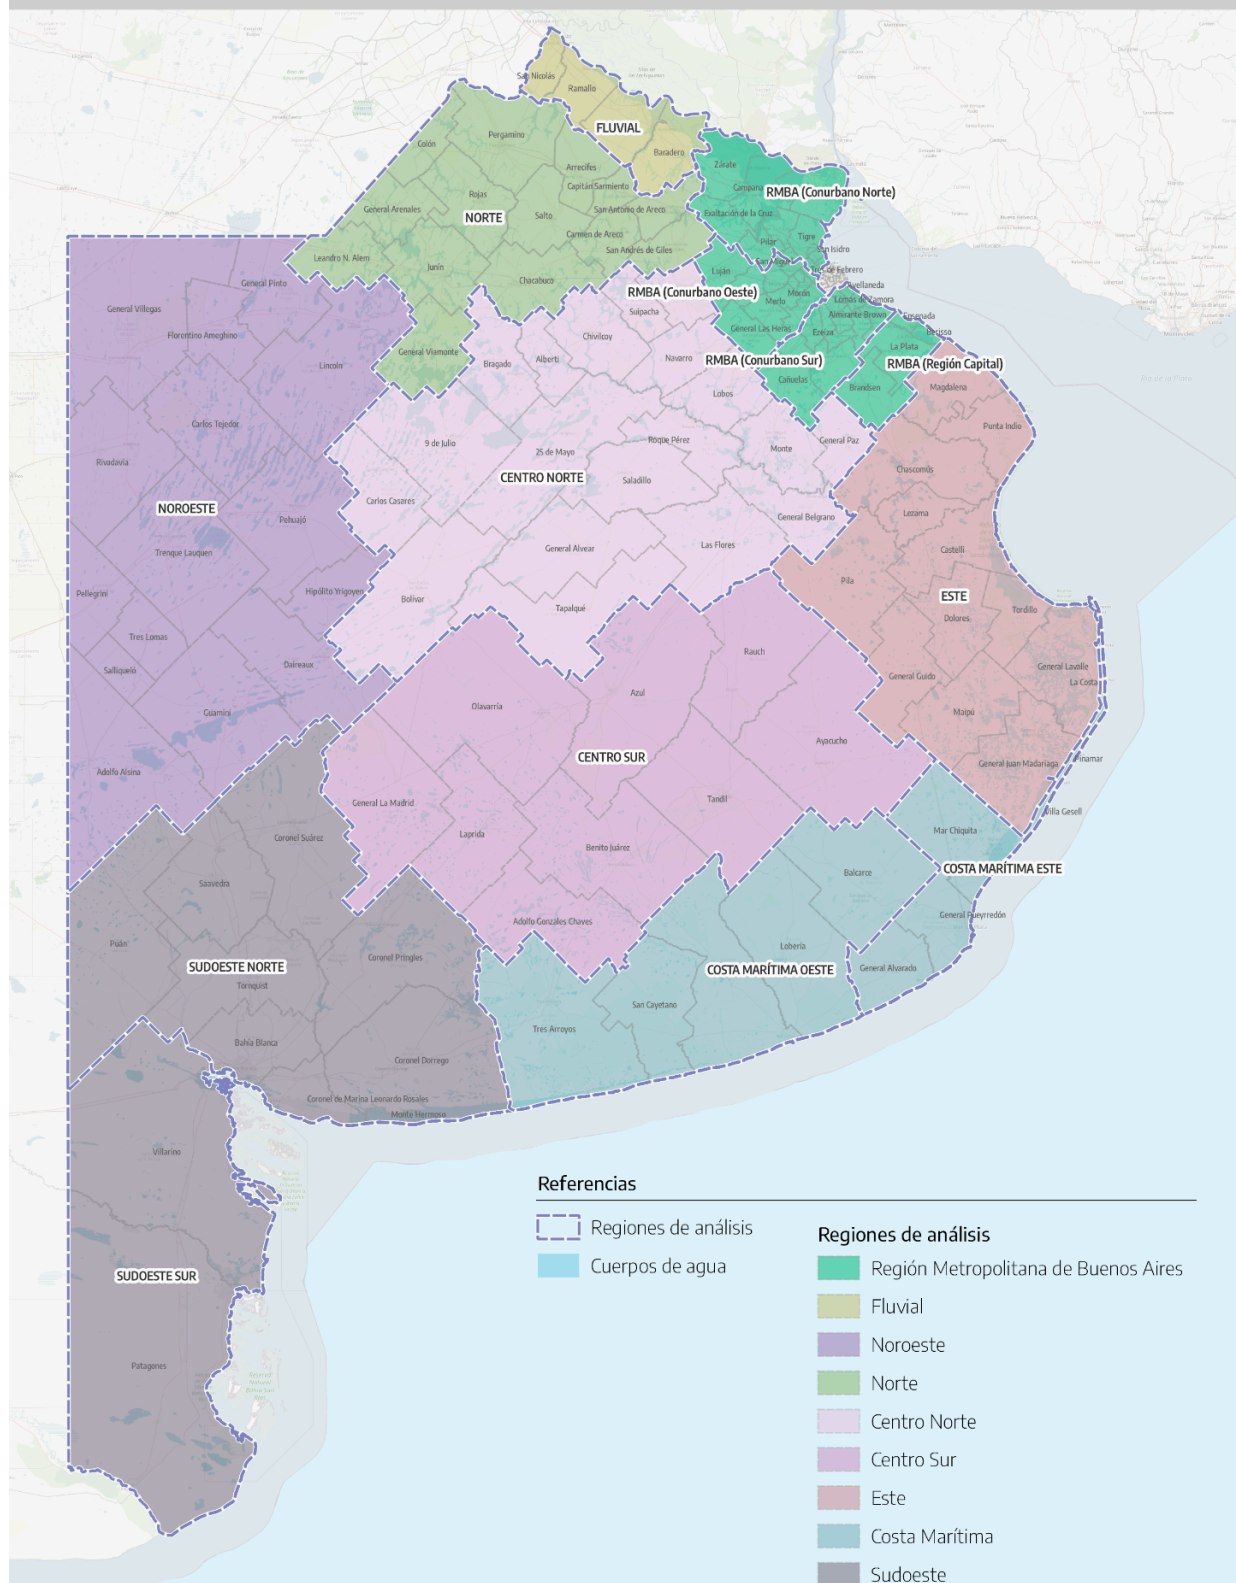 San Nicolás
Ramallo
FLUVIAL
Baradero
Pergamino
Colón
Arrecifes
Capitán Sarmiento
Rojas
General Arenales
NORTE
Salto
San Antonio de Areco
Carmen de Areco
San Andrés de Giles
Leandro N. Alem
Junín
Chacabuco
General Viamonte
Zárate
Campana
RMBA (Conurbano Norte)
Exaltación de la Cruz
Pilar
Tigre
San Isidro
San Miguel
Tres de Febrero
Luján
RMBA (Conurbano Oeste)
Morón
Merlo
Avellaneda
Lomas de Zamora
Almirante Brown
General Las Heras
Ezeiza
Ensenada
Berisso
La Plata
RMBA (Conurbano Sur)
RMBA (Región Capital)
Cañuelas
Brandsen
General Villegas
General Pinto
Florentino Ameghino
Lincoln
Carlos Tejedor
Rivadavia
NOROESTE
Pehuajó
Trenque Lauquen
Pellegrini
Hipólito Yrigoyen
Tres Lomas
Salliqueló
Daireaux
Guaminí
Adolfo Alsina
Suipacha
Chivilcoy
Alberti
Bragado
Navarro
Lobos
9 de Julio
25 de Mayo
Roque Pérez
Monte
General Paz
CENTRO NORTE
Saladillo
Carlos Casares
General Belgrano
General Alvear
Las Flores
Bolívar
Tapalqué
Magdalena
Punta Indio
Chascomús
Lezama
Castelli
Pila
ESTE
Dolores
Tordillo
General Guido
General Lavalle
La Costa
Maipú
General Juan Madariaga
Pinamar
Villa Gesell
Rauch
Azul
Olavarría
CENTRO SUR
Ayacucho
General La Madrid
Tandil
Laprida
Benito Juárez
Adolfo Gonzales Chaves
Mar Chiquita
COSTA MARÍTIMA ESTE
Balcarce
General Pueyrredón
Lobería
COSTA MARÍTIMA OESTE
General Alvarado
San Cayetano
Tres Arroyos
Coronel Suárez
Saavedra
Puán
SUDOESTE NORTE
Coronel Pringles
Tornquist
Bahía Blanca
Coronel Dorrego
Coronel de Marina Leonardo Rosales
Monte Hermoso
Villarino
SUDOESTE SUR
Patagones
Río de la Plata
Referencias
Regiones de análisis
Cuerpos de agua
Regiones de análisis
Región Metropolitana de Buenos Aires
Fluvial
Noroeste
Norte
Centro Norte
Centro Sur
Este
Costa Marítima
Sudoeste